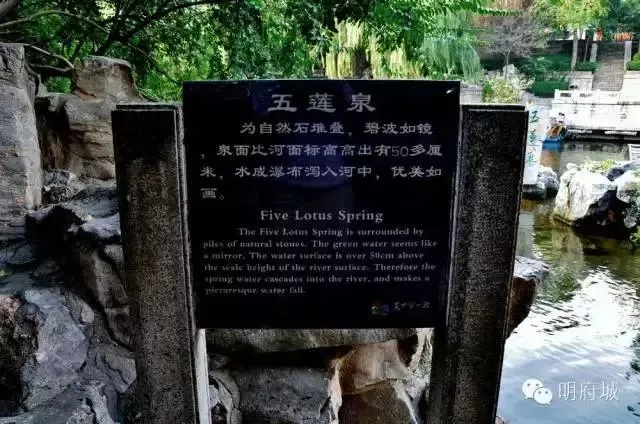 五莲泉
为自然石堆叠，碧波如镜
，泉面比河面标高高出有50多厘
米，水成瀑布泻入河中，优美如
画。
Five Lotus Spring
The Five Lotus Spring is surrounded by
piles of natural stones. The green water seems like
a mirror. The water surface is over 50cm above
the scale height of the river surface. Therefore the
spring water cascades into the river, and makes a
picturesque water fall.
五莲泉
明府城